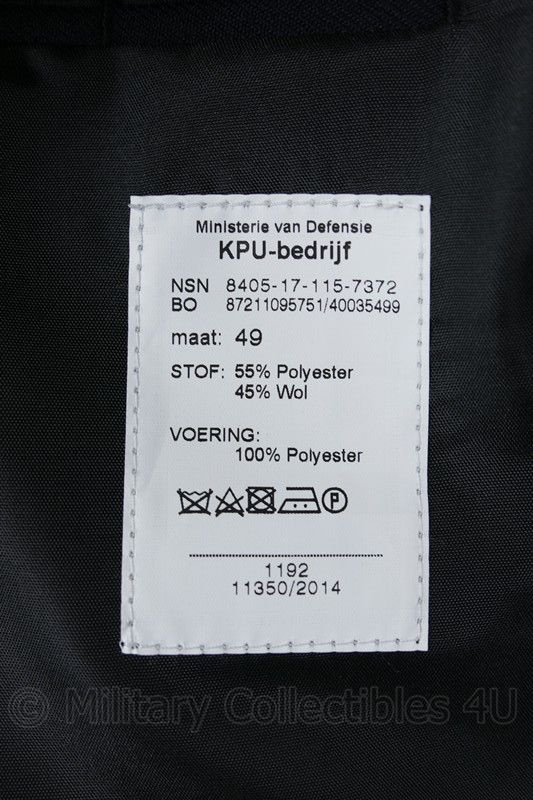 Ministerie van Defensie
KPU-bedrijf
NSN 8405-17-115-7372
BO 87211095751/40035499
maat: 49
STOF: 55% Polyester
45% Wol
VOERING:
100% Polyester
P
1192
11350/2014
© Military Collectibles 4U